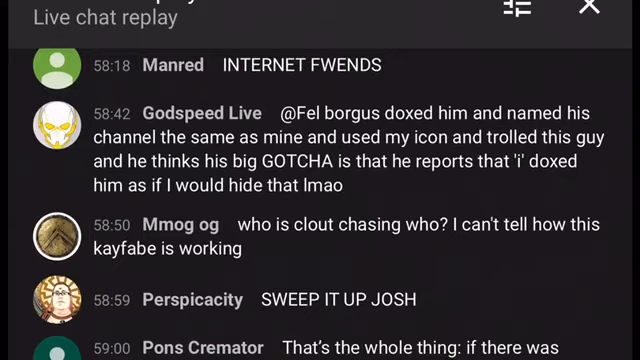 Live chat replay
58:18 Manred INTERNET FWENDS
58:42 Godspeed Live @Fel borgus doxed him and named his
channel the same as mine and used my icon and trolled this guy
and he thinks his big GOTCHA is that he reports that 'i' doxed
him as if I would hide that lmao
58:50 Mmog og who is clout chasing who? I can't tell how this
kayfabe is working
58:59 Perspicacity SWEEP IT UP JOSH
59:00 Pons Cremator That's the whole thing: if there was